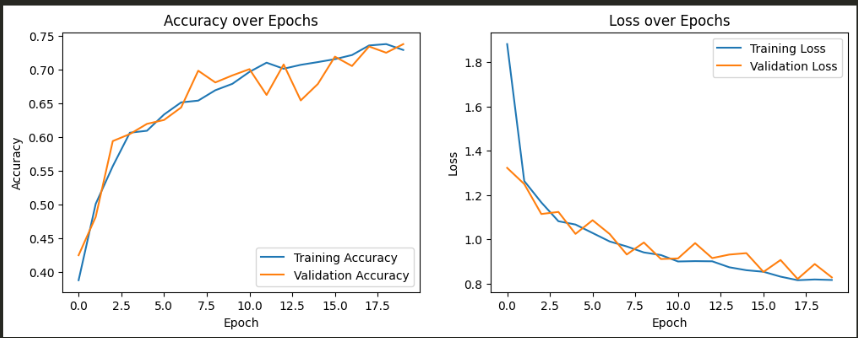 Accuracy over Epochs
0.75
0.70
0.65
0.60
0.55
0.50
0.45
0.40
Accuracy
Training Accuracy
Validation Accuracy
0.0 2.5 5.0 7.5 10.0 12.5 15.0 17.5
Epoch
Loss over Epochs
Training Loss
Validation Loss
1.8
1.6
1.4
1.2
1.0
0.8
Loss
0.0 2.5 5.0 7.5 10.0 12.5 15.0 17.5
Epoch